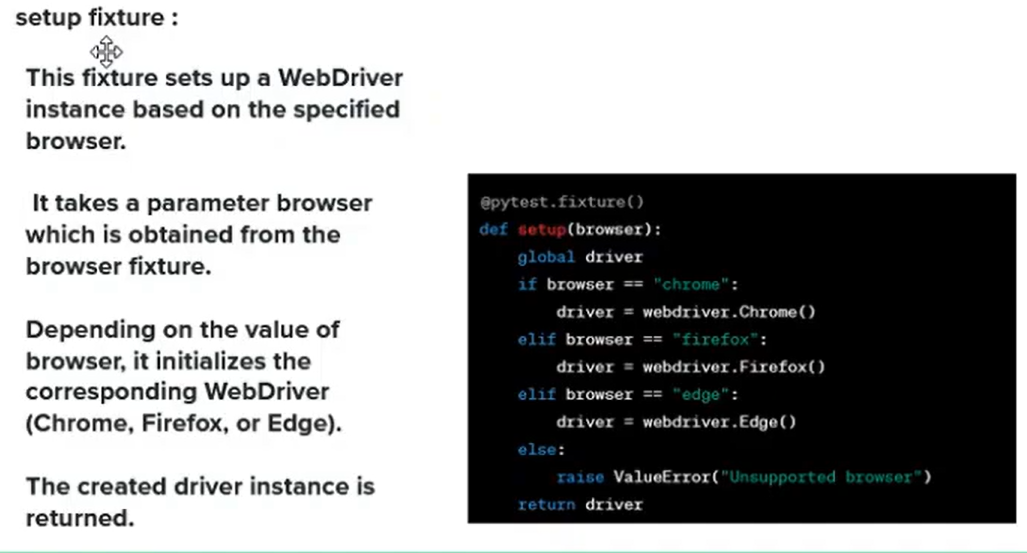 setup fixture :
This fixture sets up a WebDriver
instance based on the specified
browser.
It takes a parameter browser
which is obtained from the
browser fixture.
Depending on the value of
browser, it initializes the
corresponding WebDriver
(Chrome, Firefox, or Edge).
The created driver instance is
returned.
@pytest.fixture()
def setup(browser):
    global driver
    if browser == "chrome":
        driver = webdriver.Chrome()
    elif browser == "firefox":
        driver = webdriver.Firefox()
    elif browser == "edge":
        driver = webdriver.Edge()
    else:
        raise ValueError("Unsupported browser")
    return driver